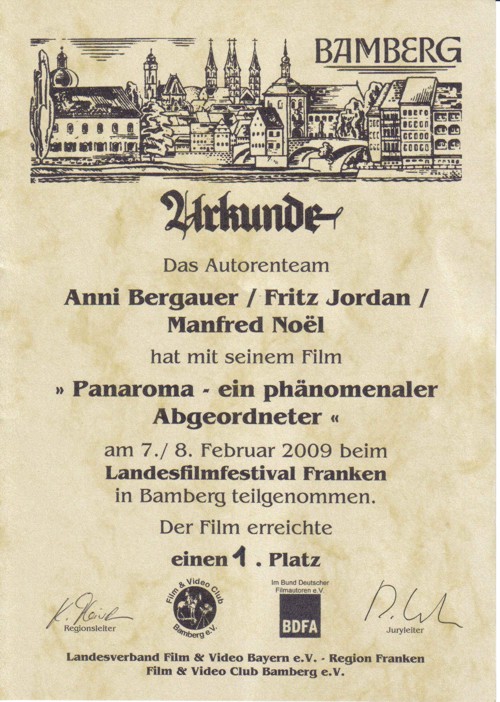 BAMBERG
Urkunde
Das Autorenteam
Anni Bergauer / Fritz Jordan /
Manfred Noël
hat mit seinem Film
» Panaroma - ein phänomenaler
Abgeordneter «
am 7./ 8. Februar 2009 beim
Landesfilmfestival Franken
in Bamberg teilgenommen.
Der Film erreichte
einen 1 . Platz
Regionsleiter
Film & Video Club
Bamberg e.V.
Im Bund Deutscher
Filmautoren e.V.
BDFA
Juryleiter
Landesverband Film & Video Bayern e.V. - Region Franken
Film & Video Club Bamberg e.V.